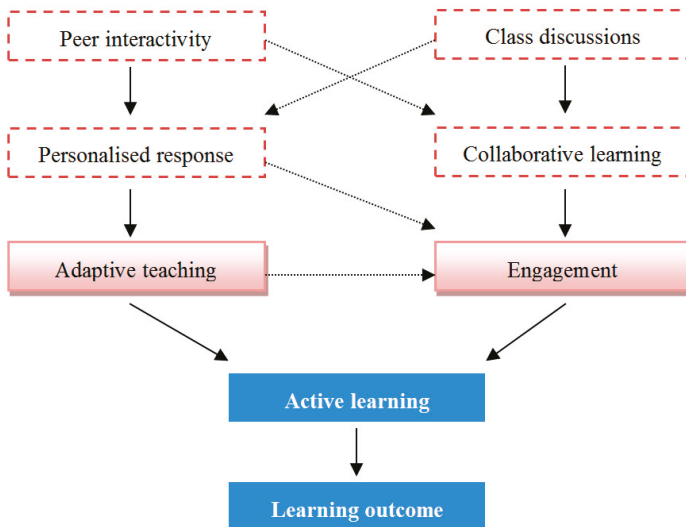 Peer interactivity
Class discussions
Personalised response
Collaborative learning
Adaptive teaching
Engagement
Active learning
Learning outcome